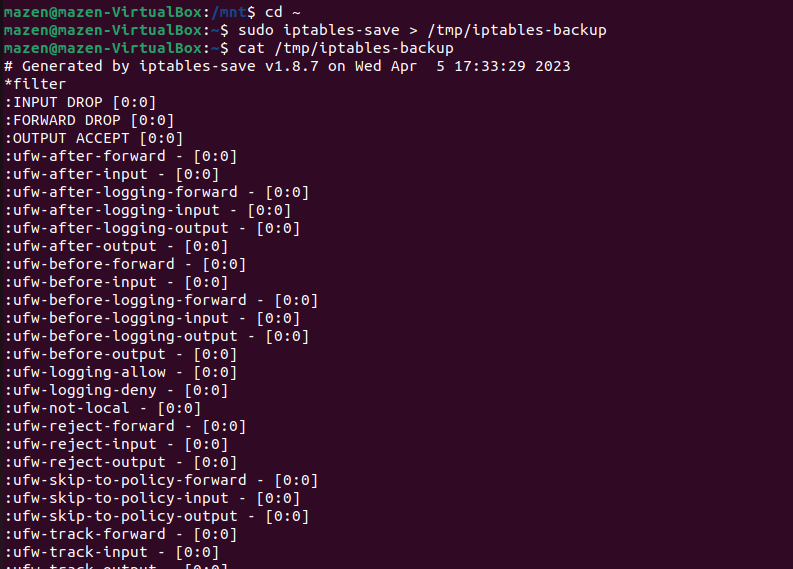 mazen@mazen-VirtualBox:/mnt$ cd ~
mazen@mazen-VirtualBox:~$ sudo iptables-save > /tmp/iptables-backup
mazen@mazen-VirtualBox:~$ cat /tmp/iptables-backup
# Generated by iptables-save v1.8.7 on Wed Apr  5 17:33:29 2023
*filter
:INPUT DROP [0:0]
:FORWARD DROP [0:0]
:OUTPUT ACCEPT [0:0]
:ufw-after-forward - [0:0]
:ufw-after-input - [0:0]
:ufw-after-logging-forward - [0:0]
:ufw-after-logging-input - [0:0]
:ufw-after-logging-output - [0:0]
:ufw-after-output - [0:0]
:ufw-before-forward - [0:0]
:ufw-before-input - [0:0]
:ufw-before-logging-forward - [0:0]
:ufw-before-logging-input - [0:0]
:ufw-before-logging-output - [0:0]
:ufw-before-output - [0:0]
:ufw-logging-allow - [0:0]
:ufw-logging-deny - [0:0]
:ufw-not-local - [0:0]
:ufw-reject-forward - [0:0]
:ufw-reject-input - [0:0]
:ufw-reject-output - [0:0]
:ufw-skip-to-policy-forward - [0:0]
:ufw-skip-to-policy-input - [0:0]
:ufw-skip-to-policy-output - [0:0]
:ufw-track-forward - [0:0]
:ufw-track-input - [0:0]
:ufw-track-output - [0:0]